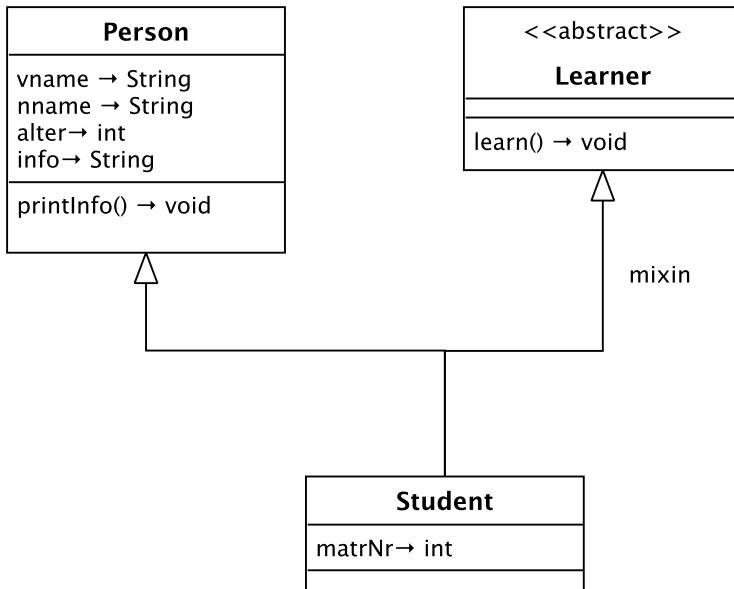 Person
vname → String
nname → String
alter→ int
info→ String
printInfo() → void
<<abstract>>
Learner
learn() → void
mixin
Student
matrNr→ int